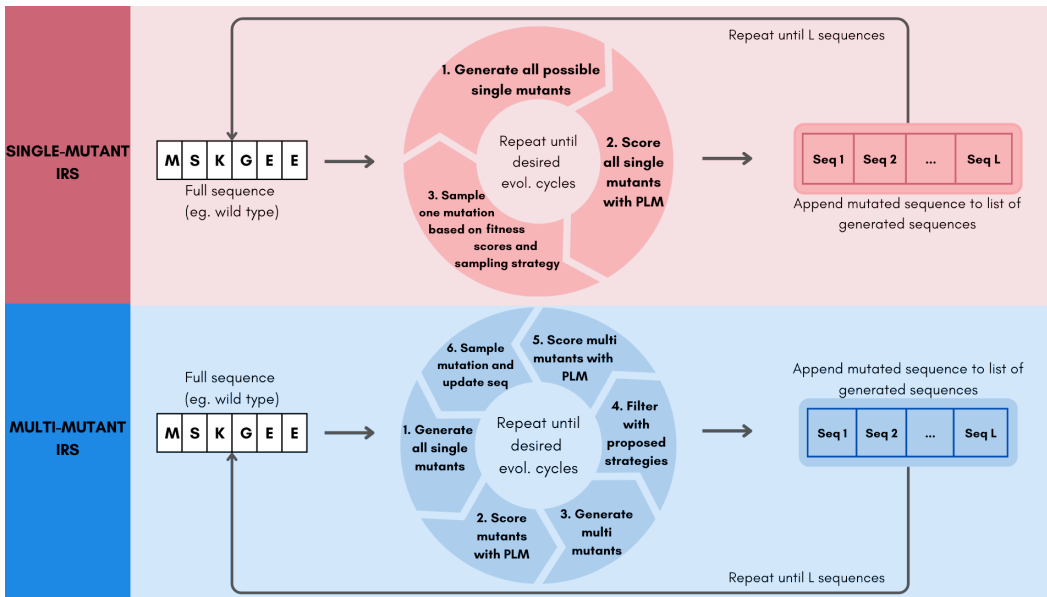 SINGLE-MUTANT
IRS
M S K G E E
Full sequence
(eg. wild type)
1. Generate all possible
single mutants
2. Score
all single
mutants
with PLM
3. Sample
one mutation
based on fitness
scores and
sampling strategy
Repeat until
desired
evol. cycles
Repeat until L sequences
Seq 1 Seq 2 ... Seq L
Append mutated sequence to list of
generated sequences
MULTI-MUTANT
IRS
Full sequence
(eg. wild type)
M S K G E E
1. Generate
all single
mutants
2. Score
mutants
with PLM
3. Generate
multi
mutants
4. Filter
with
proposed
strategies
5. Score multi
mutants with
PLM
6. Sample
mutation and
update seq
Repeat until
desired
evol. cycles
Append mutated sequence to list of
generated sequences
Seq 1 Seq 2 ... Seq L
Repeat until L sequences